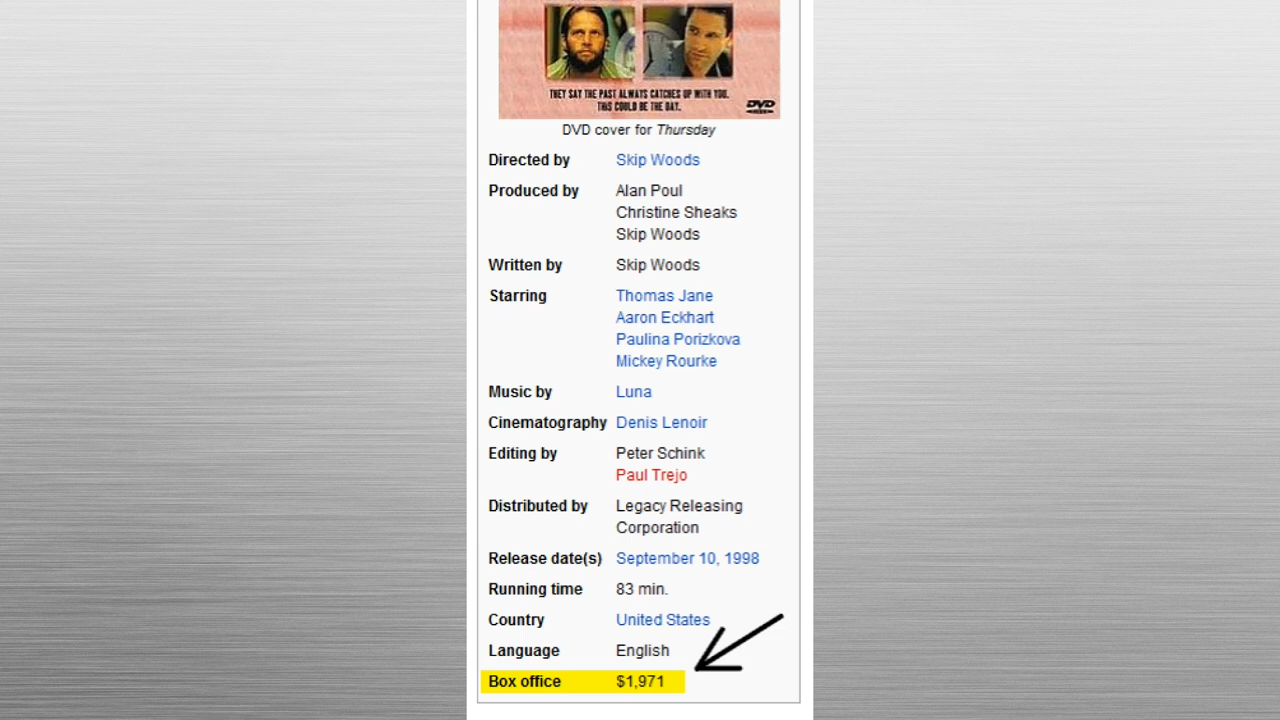 THEY SAY THE PAST ALWAYS CATCHES UP WITH YOU.
THIS COULD BE THE DAY.
DVD
DVD cover for Thursday
Directed by Skip Woods
Produced by Alan Poul
Christine Sheaks
Skip Woods
Written by Skip Woods
Starring Thomas Jane
Aaron Eckhart
Paulina Porizkova
Mickey Rourke
Music by Luna
Cinematography Denis Lenoir
Editing by Peter Schink
Paul Trejo
Distributed by Legacy Releasing
Corporation
Release date(s) September 10, 1998
Running time 83 min.
Country United States
Language English
Box office $1,971